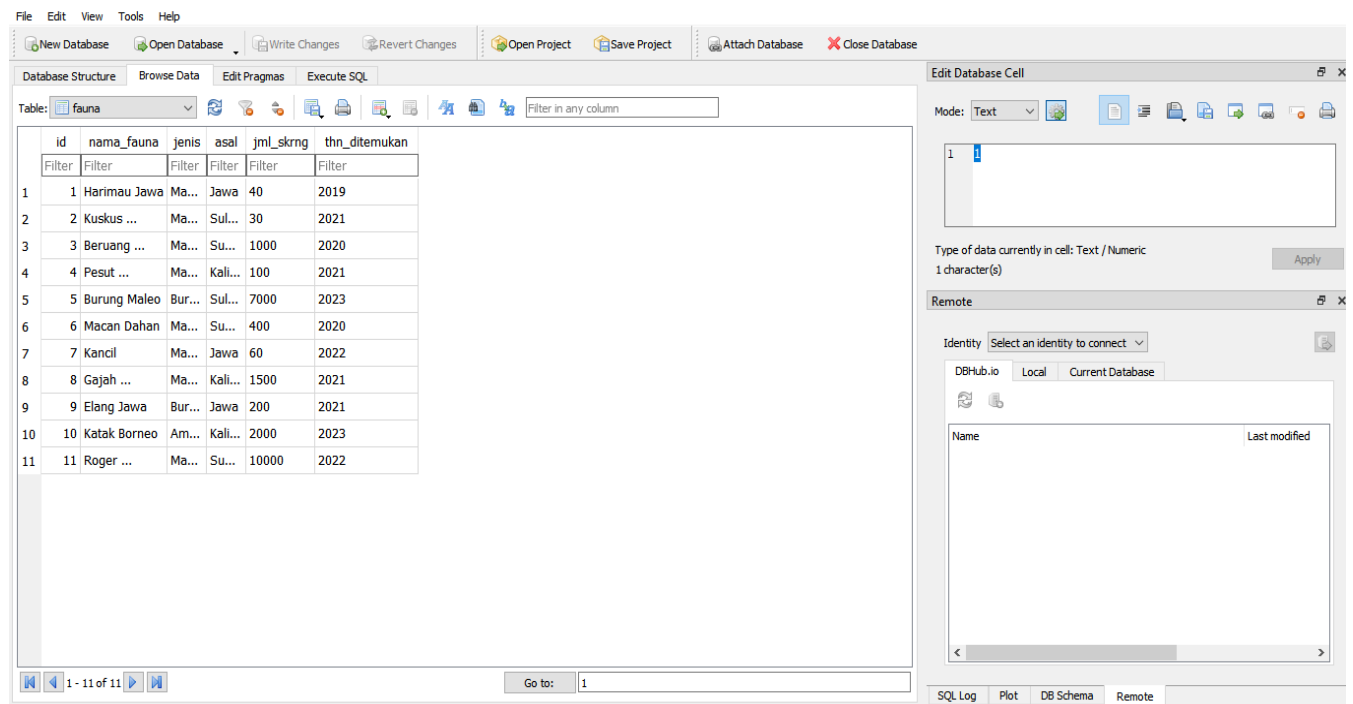 File Edit View Tools Help
New Database Open Database Write Changes Revert Changes Open Project Save Project Attach Database Close Database
Database Structure Browse Data Edit Pragmas Execute SQL
Table: fauna Filter in any column
id nama_fauna jenis asal jml_skrng thn_ditemukan
Filter Filter Filter Filter Filter Filter
1 1 Harimau Jawa Ma... Jawa 40 2019
2 2 Kuskus ... Ma... Sul... 30 2021
3 3 Beruang ... Ma... Su... 1000 2020
4 4 Pesut ... Ma... Kali... 100 2021
5 5 Burung Maleo Bur... Sul... 7000 2023
6 6 Macan Dahan Ma... Su... 400 2020
7 7 Kancil Ma... Jawa 60 2022
8 8 Gajah ... Ma... Kali... 1500 2021
9 9 Elang Jawa Bur... Jawa 200 2021
10 10 Katak Borneo Am... Kali... 2000 2023
11 11 Roger ... Ma... Su... 10000 2022
1 - 11 of 11 Go to: 1
Edit Database Cell
Mode: Text
1 1
Type of data currently in cell: Text / Numeric
1 character(s)
Apply
Remote
Identity Select an identity to connect
DBHub.io Local Current Database
Name Last modified
SQL Log Plot DB Schema Remote